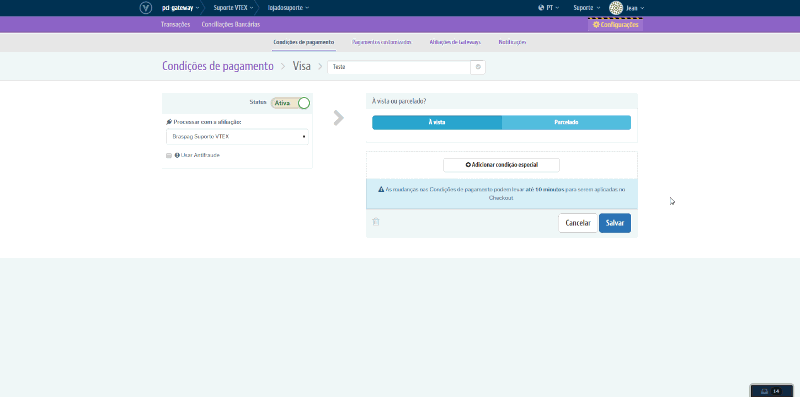 pci-gateway Suporte VTEX lojadosuporte PT Suporte Jean
Transações Conciliações Bancárias Configurações
Condições de pagamento Pagamentos customizados Afiliações de Gateways Notificações
Condições de pagamento Visa Teste
Status Ativa
Processar com a afiliação:
Braspag Suporte VTEX
Usar Antifraude
À vista ou parcelado?
À vista Parcelado
Adicionar condição especial
As mudanças nas Condições de pagamento podem levar até 10 minutos para serem aplicadas no
Checkout
Cancelar Salvar
14